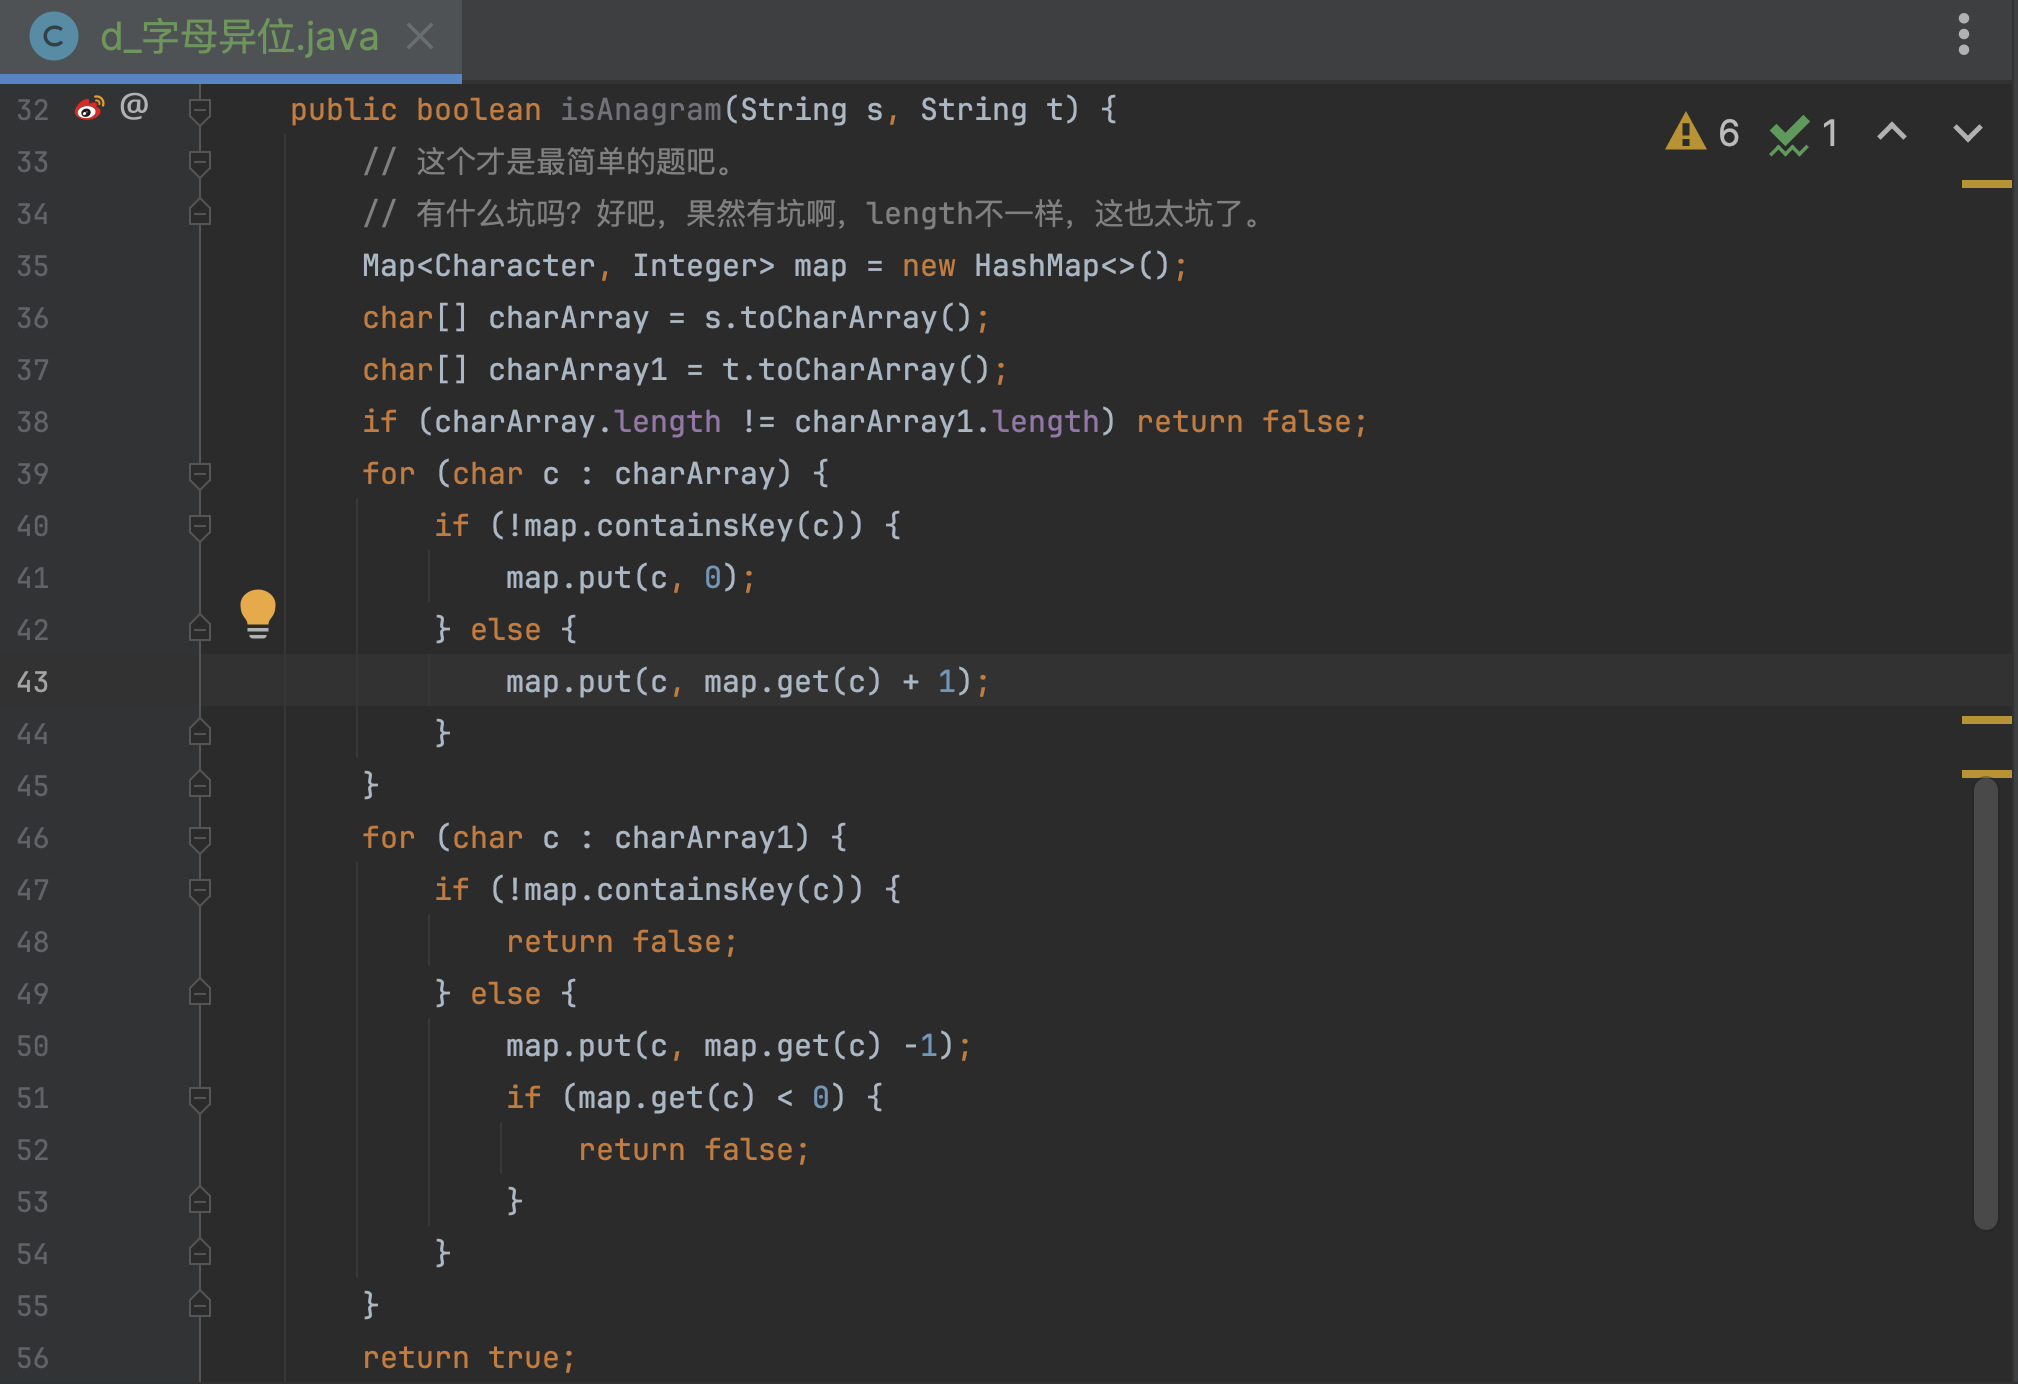 d_字母异位.java
6 1
32 @ public boolean isAnagram(String s, String t) {
33 // 这个才是最简单的题吧。
34 // 有什么坑吗？好吧，果然有坑啊，length不一样，这也太坑了。
35 Map<Character, Integer> map = new HashMap<>();
36 char[] charArray = s.toCharArray();
37 char[] charArray1 = t.toCharArray();
38 if (charArray.length != charArray1.length) return false;
39 for (char c : charArray) {
40 if (!map.containsKey(c)) {
41 map.put(c, 0);
42 } else {
43 map.put(c, map.get(c) + 1);
44 }
45 }
46 for (char c : charArray1) {
47 if (!map.containsKey(c)) {
48 return false;
49 } else {
50 map.put(c, map.get(c) -1);
51 if (map.get(c) < 0) {
52 return false;
53 }
54 }
55 }
56 return true;